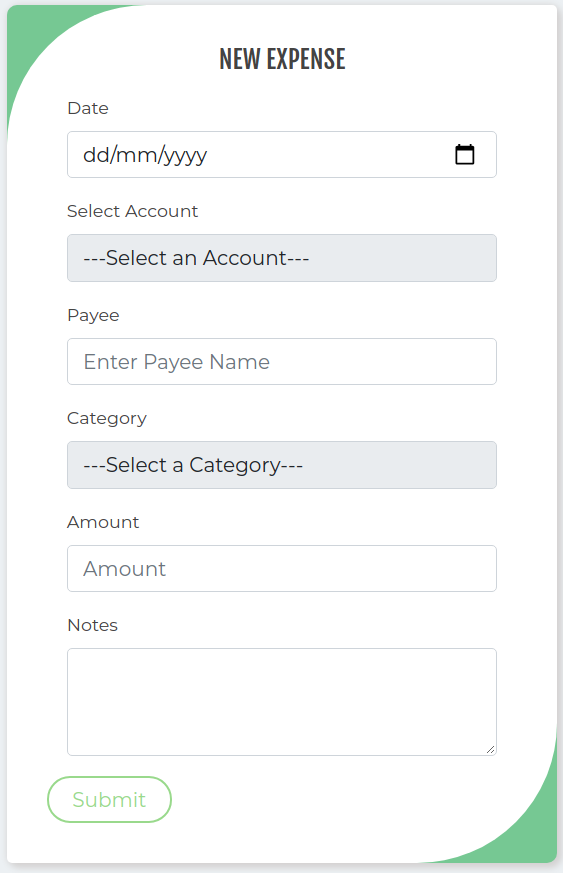 NEW EXPENSE
Date
dd/mm/yyyy
Select Account
---Select an Account---
Payee
Enter Payee Name
Category
---Select a Category---
Amount
Amount
Notes
Submit